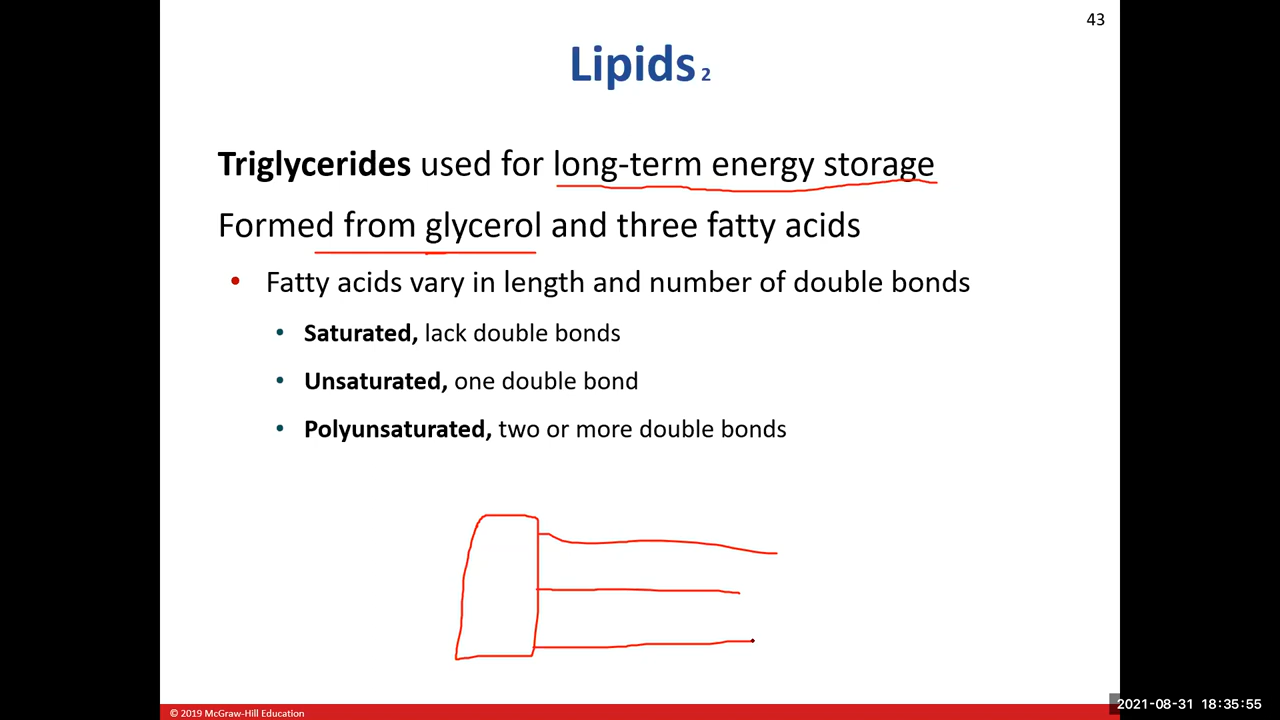 43
Lipids 2
Triglycerides used for long-term energy storage
Formed from glycerol and three fatty acids
• Fatty acids vary in length and number of double bonds
• Saturated, lack double bonds
• Unsaturated, one double bond
• Polyunsaturated, two or more double bonds
© 2019 McGraw-Hill Education
2021-08-31 18:35:55